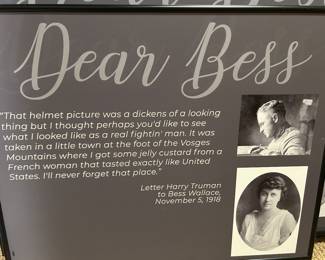 Dear Bess
"That helmet picture was a dickens of a looking
thing but I thought perhaps you'd like to see
what I looked like as a real fightin' man. It was
taken in a little town at the foot of the Vosges
Mountains where I got some jelly custard from a
French woman that tasted exactly like United
States. I'll never forget that place."
Letter Harry Truman
to Bess Wallace,
November 5, 1918